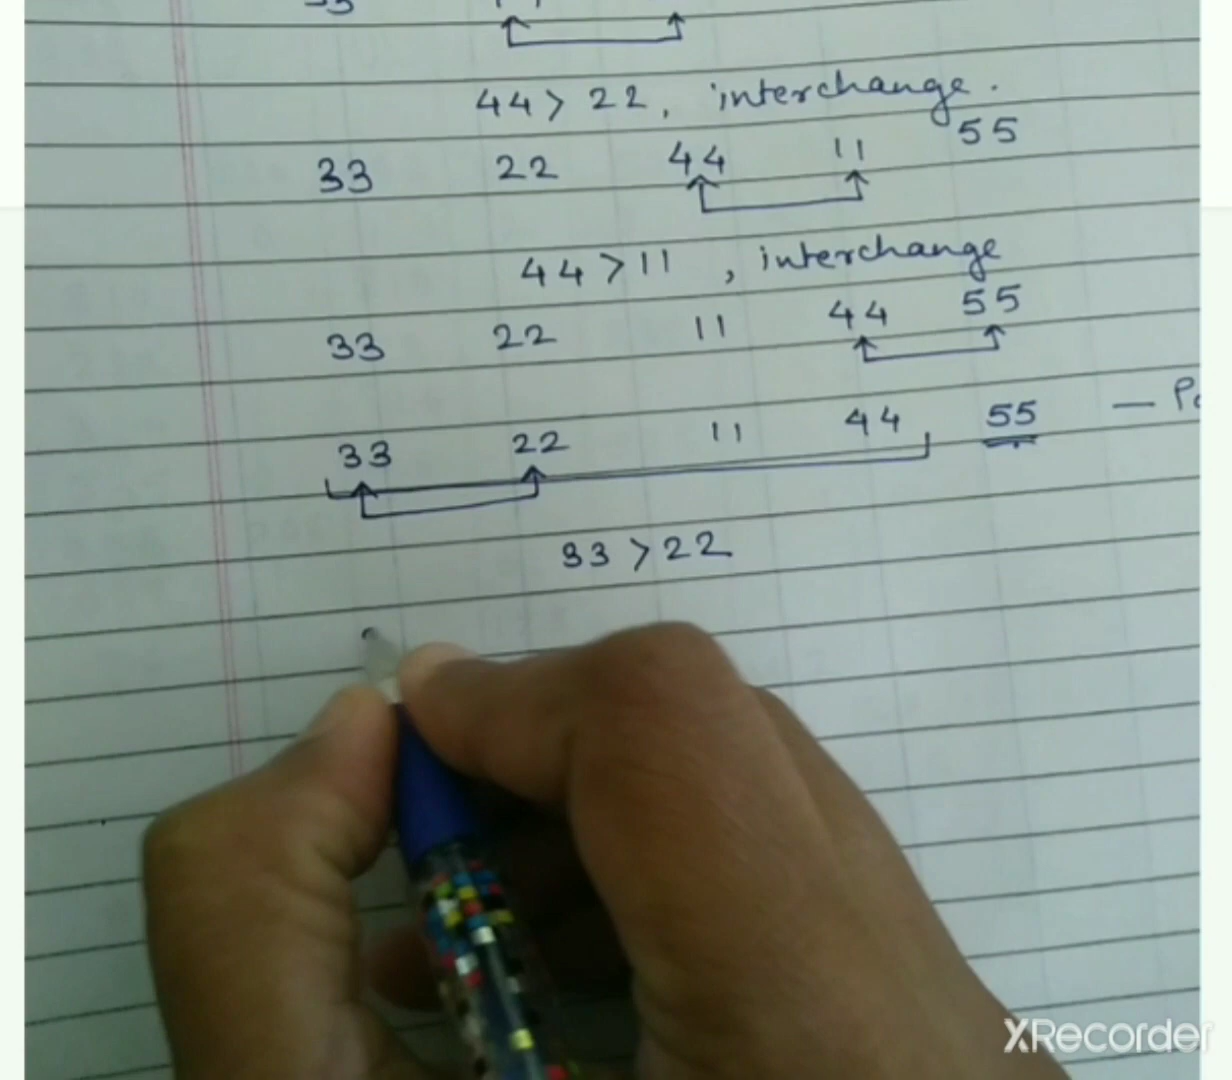 44 > 22, interchange.
33 22 44 11 55
44 > 11, interchange
33 22 11 44 55
33 22 11 44 55 —
33 > 22
XRecorder